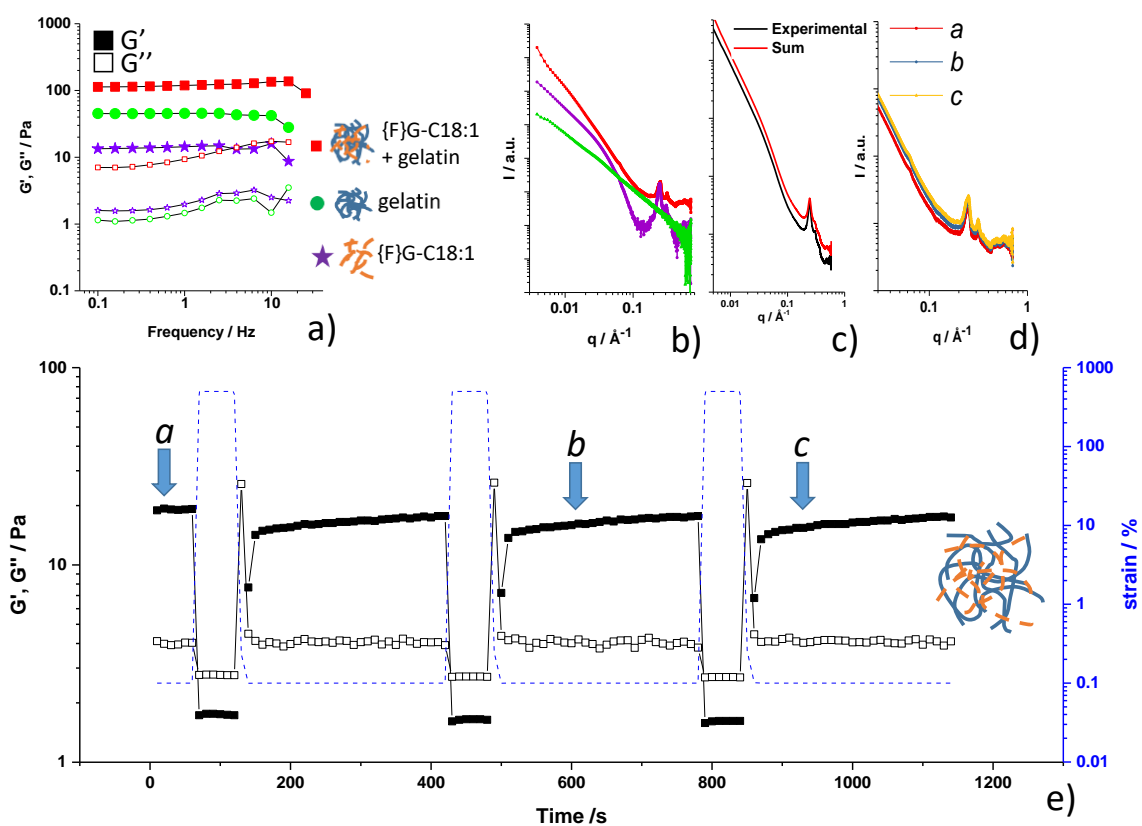 1000
100
10
1
0.1
G', G'' / Pa
G'
G''
0.1
1
10
Frequency / Hz
a)
{F}G-C18:1
+ gelatin
gelatin
{F}G-C18:1
I / a.u.
0.01
0.1
q / Å-1
b)
Experimental
Sum
0.01
0.1
1
q / Å-1
c)
a
b
c
0.1
1
q / Å-1
d)
100
10
1
G', G'' / Pa
a
b
c
1000
100
10
1
0.1
0.01
strain / %
0
200
400
600
800
1000
1200
Time /s
e)